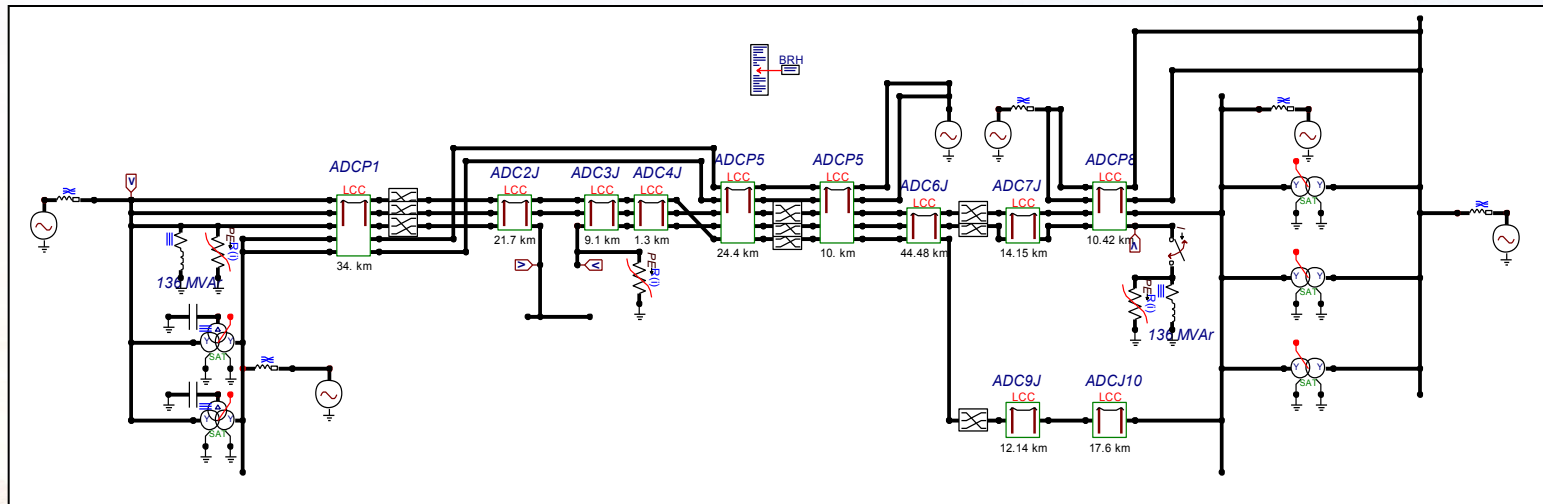 BRH
ADCP1
LCC
34. km
ADC2J
LCC
21.7 km
ADC3J
LCC
9.1 km
ADC4J
LCC
1.3 km
ADCP5
LCC
24.4 km
ADCP5
LCC
10. km
ADC6J
LCC
44.48 km
ADC7J
LCC
14.15 km
ADCP8
LCC
10.42 km
V
V
V
V
R(i)
136 MVAr
R(i)
I
R(i)
136 MVAr
Y
Y
SAT
Y
Y
SAT
Y
Y
SAT
Y
Y
SAT
Y
Y
SAT
ADC9J
LCC
12.14 km
ADCJ10
LCC
17.6 km